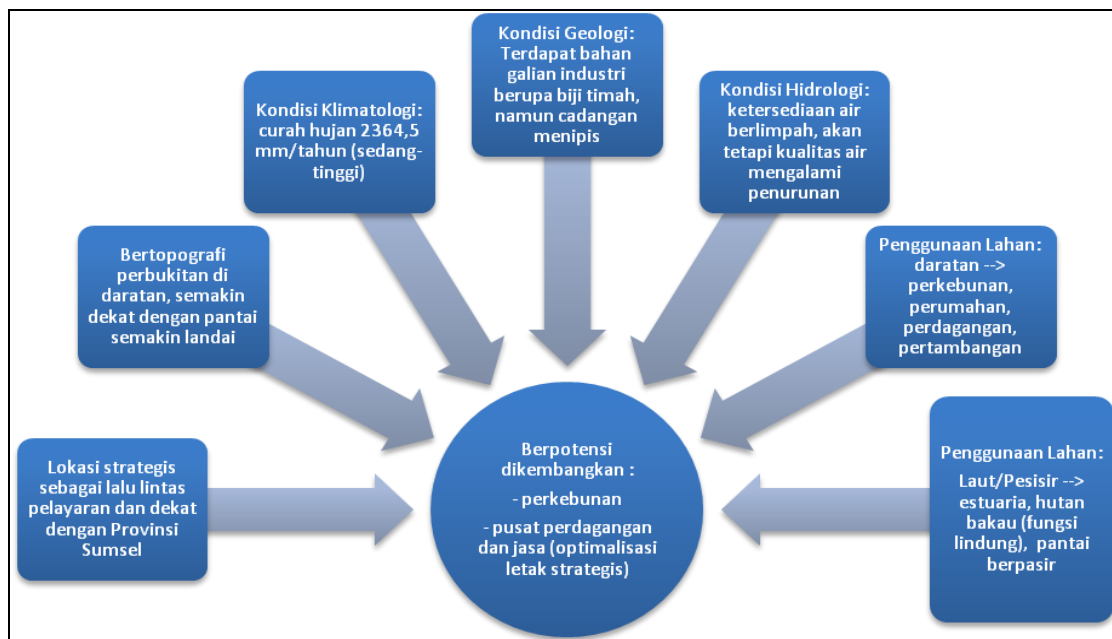 Lokasi strategis
sebagai lalu lintas
pelayaran dan dekat
dengan Provinsi
Sumsel
Bertopografi
perbukitan di
daratan, semakin
dekat dengan pantai
semakin landai
Kondisi Klimatologi:
curah hujan 2364,5
mm/tahun (sedang-
tinggi)
Kondisi Geologi:
Terdapat bahan
galian industri
berupa biji timah,
namun cadangan
menipis
Kondisi Hidrologi:
ketersediaan air
berlimpah, akan
tetapi kualitas air
mengalami
penurunan
Penggunaan Lahan:
daratan -->
perkebunan,
perumahan,
perdagangan,
pertambangan
Penggunaan Lahan:
Laut/Pesisir -->
estuaria, hutan
bakau (fungsi
lindung), pantai
berpasir
Berpotensi
dikembangkan :
- perkebunan
- pusat perdagangan
dan jasa (optimalisasi
letak strategis)